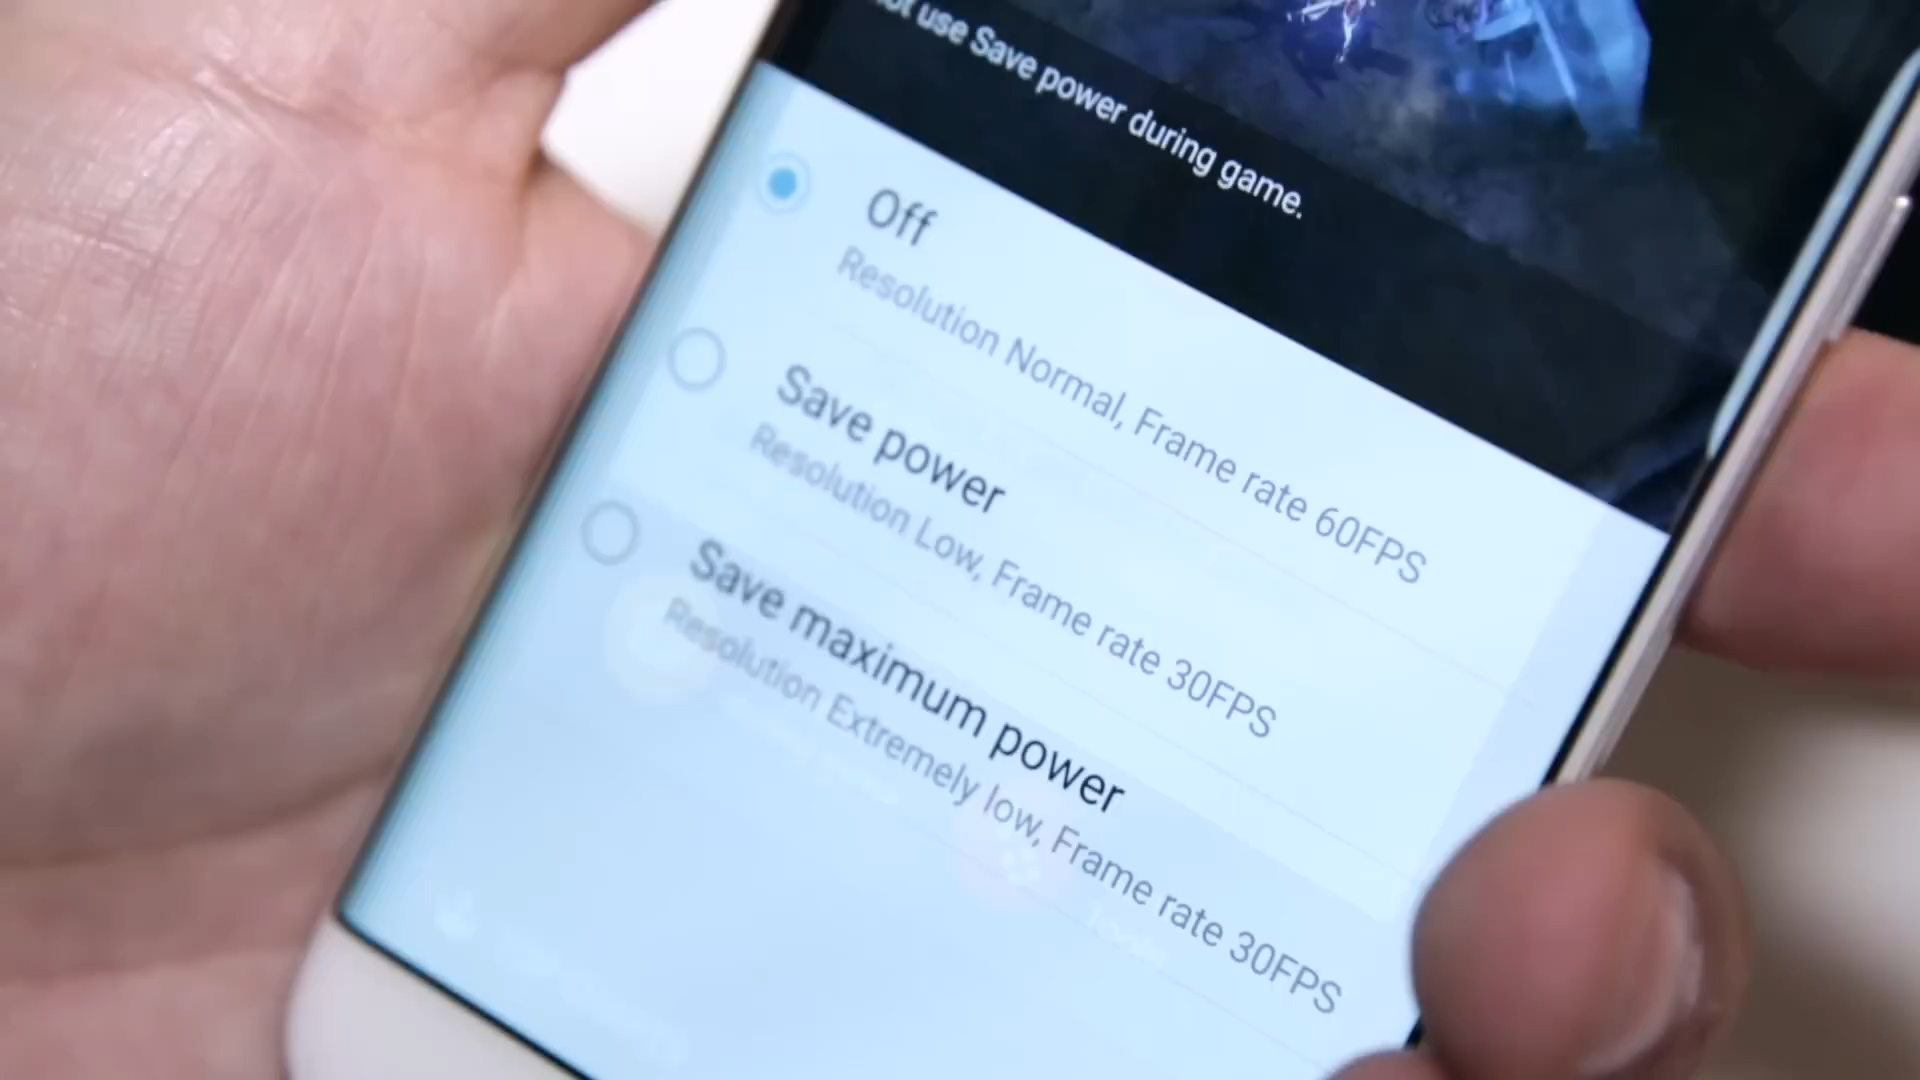 not use Save power during game.
Off
Resolution Normal, Frame rate 60FPS
Save power
Resolution Low, Frame rate 30FPS
Save maximum power
Resolution Extremely low, Frame rate 30FPS